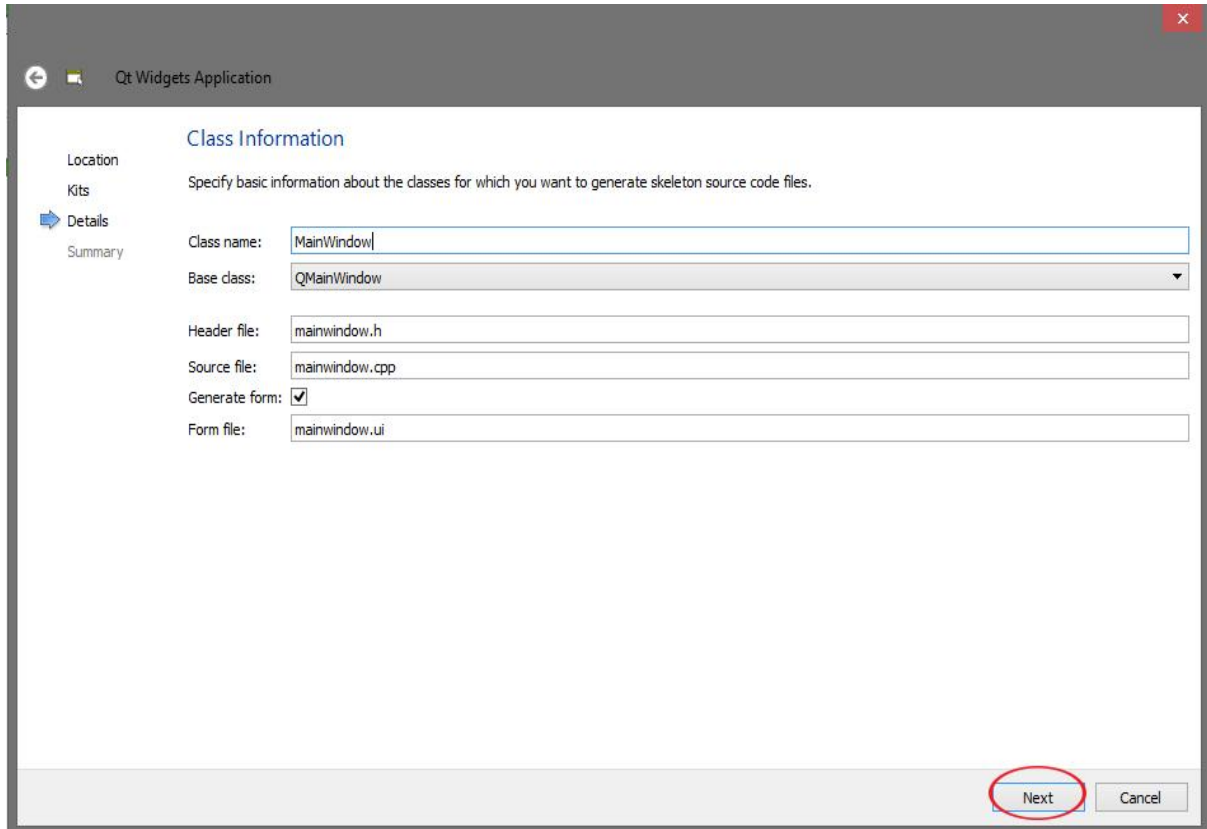 Qt Widgets Application
Location
Kits
Details
Summary
Class Information
Specify basic information about the classes for which you want to generate skeleton source code files.
Class name: MainWindow
Base class: QMainWindow
Header file: mainwindow.h
Source file: mainwindow.cpp
Generate form:
Form file: mainwindow.ui
Next Cancel